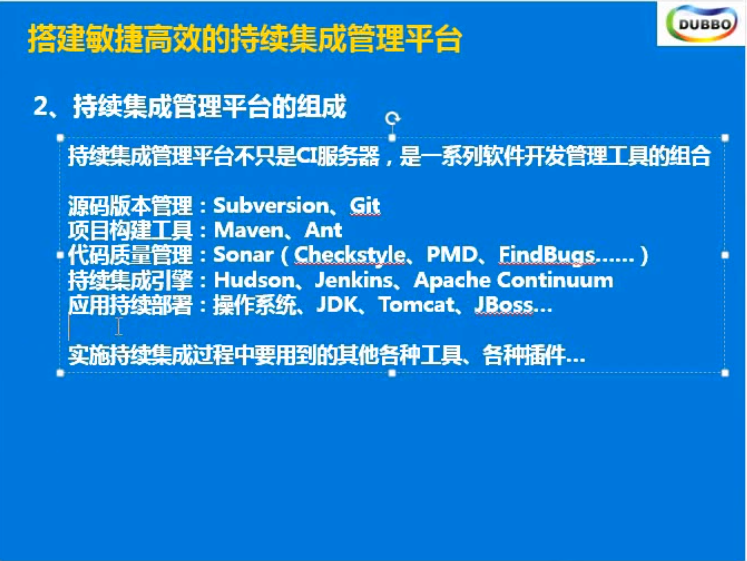 搭建敏捷高效的持续集成管理平台
DUBBO
2、持续集成管理平台的组成
持续集成管理平台不只是CI服务器，是一系列软件开发管理工具的组合
源码版本管理：Subversion、Git
项目构建工具：Maven、Ant
代码质量管理：Sonar（Checkstyle、PMD、FindBugs……）
持续集成引擎：Hudson、Jenkins、Apache Continuum
应用持续部署：操作系统、JDK、Tomcat、JBoss…
实施持续集成过程中要用到的其他各种工具、各种插件…